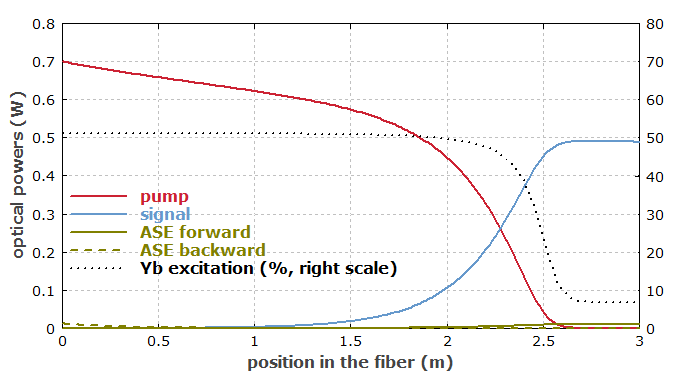 0.8
80
0.7
70
0.6
60
0.5
50
0.4
40
0.3
30
0.2
20
0.1
10
0
0
optical powers (W)
pump
signal
ASE forward
ASE backward
Yb excitation (%, right scale)
0 0.5 1 1.5 2 2.5 3
position in the fiber (m)